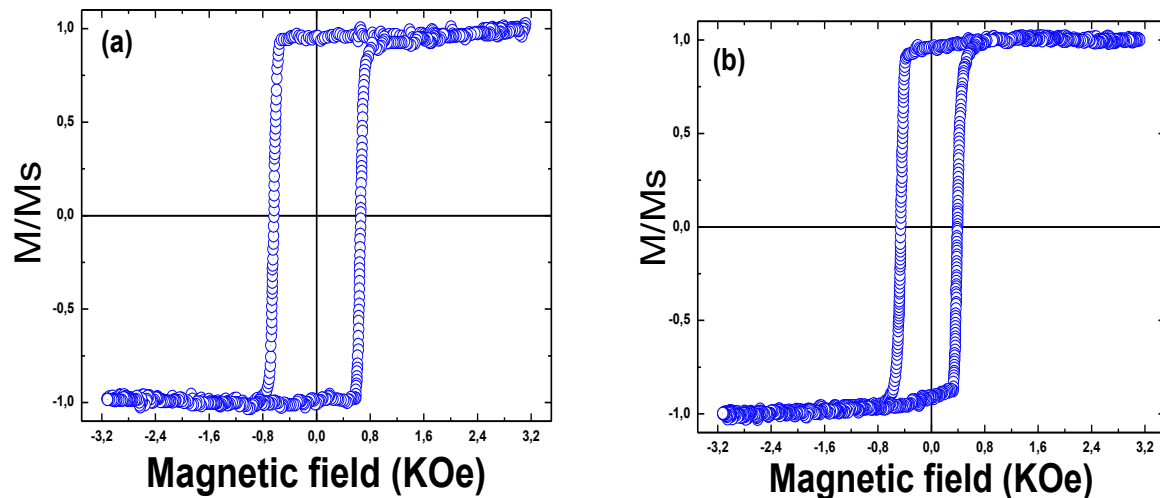 (a)
1,0
0,5
0,0
-0,5
-1,0
M/Ms
-3,2 -2,4 -1,6 -0,8 0,0 0,8 1,6 2,4 3,2
Magnetic field (KOe)
(b)
1,0
0,5
0,0
-0,5
-1,0
M/Ms
-3,2 -2,4 -1,6 -0,8 0,0 0,8 1,6 2,4 3,2
Magnetic field (KOe)